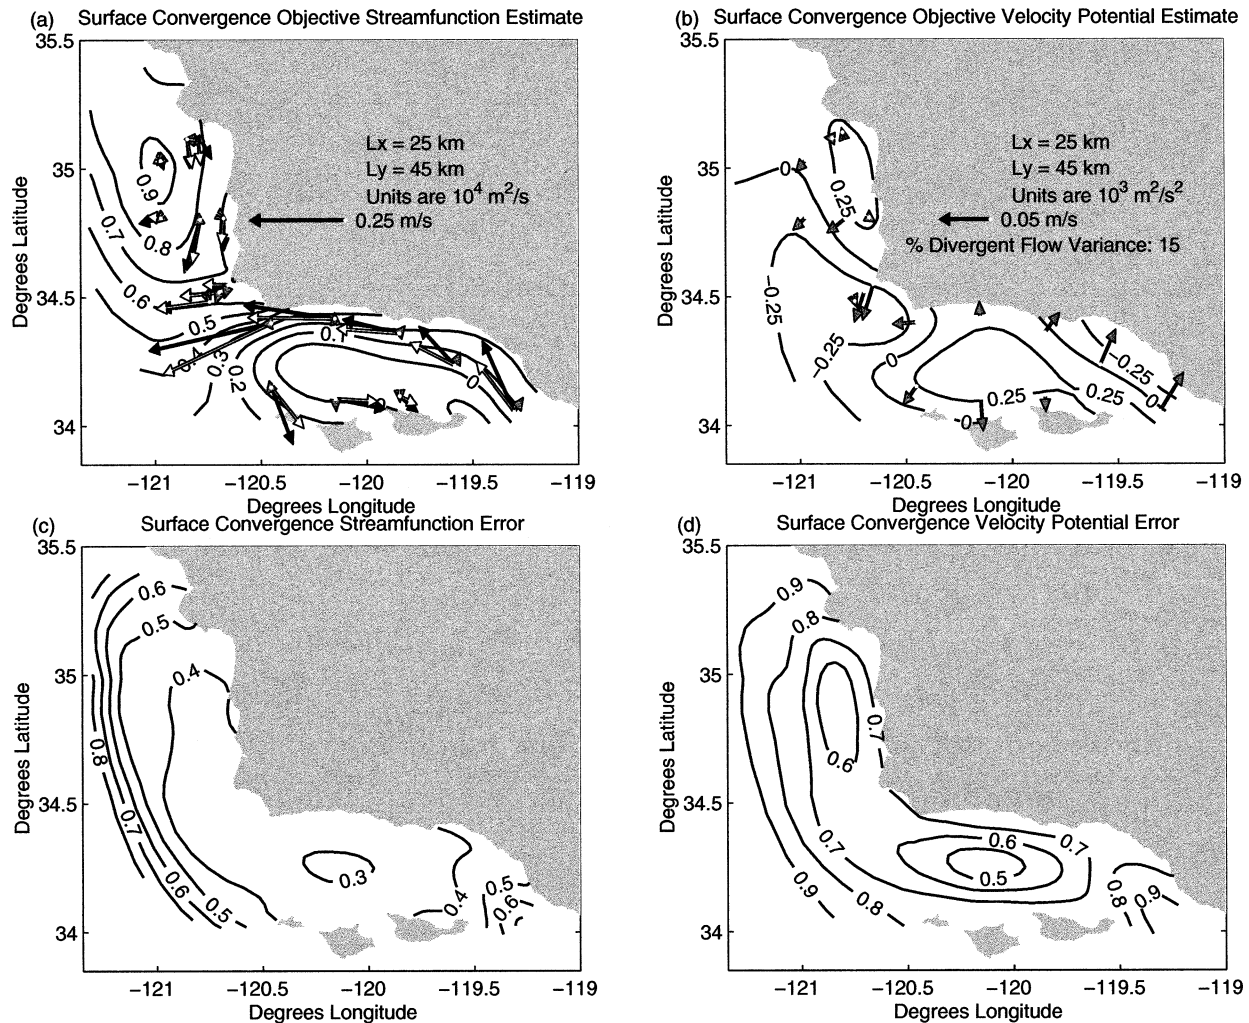 (a) Surface Convergence Objective Streamfunction Estimate
35.5
35
34.5
34
Degrees Latitude
Lx = 25 km
Ly = 45 km
Units are 10⁴ m²/s
0.25 m/s
0.9
0.8
0.7
0.6
0.5
0.2
0
−121 −120.5 −120 −119.5 −119
Degrees Longitude
(b) Surface Convergence Objective Velocity Potential Estimate
35.5
35
34.5
34
Degrees Latitude
Lx = 25 km
Ly = 45 km
Units are 10³ m²/s²
0.05 m/s
% Divergent Flow Variance: 15
0
0.25
−0.25
−0.25
0
0.25
0.25
−0.25
0
−0−
−121 −120.5 −120 −119.5 −119
Degrees Longitude
(c) Surface Convergence Streamfunction Error
35.5
35
34.5
34
Degrees Latitude
0.6
0.5
0.4
0.8
0.7
0.6
0.5
0.3
0.4
0.5
0.6
−121 −120.5 −120 −119.5 −119
Degrees Longitude
(d) Surface Convergence Velocity Potential Error
35.5
35
34.5
34
Degrees Latitude
0.9
0.8
0.7
0.6
0.7
0.6
0.7
0.5
0.9
0.8
0.8
0.9
−121 −120.5 −120 −119.5 −119
Degrees Longitude